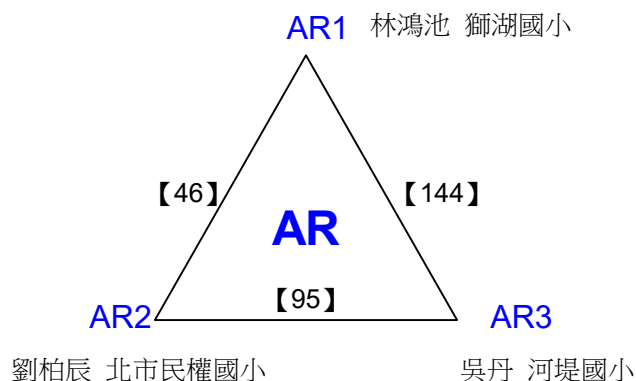 AR1 林鴻池 獅湖國小
【46】 【144】
AR
【95】
AR2 AR3
劉柏辰 北市民權國小 吳丹 河堤國小